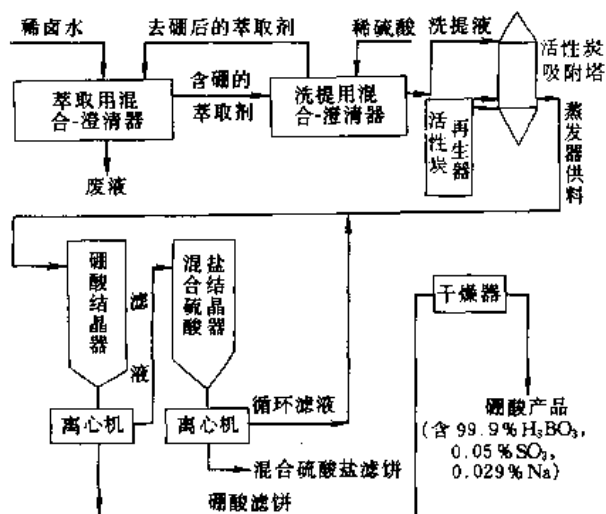 稀卤水
去硼后的萃取剂
稀硫酸
洗提液
活性炭
吸附塔
萃取用混
合-澄清器
含硼的
萃取剂
洗提用混
合-澄清器
活性炭
再生器
蒸发器供料
废液
硼酸结晶器
滤液
混合硫酸
盐结晶器
干燥器
离心机
离心机
循环滤液
混合硫酸盐滤饼
硼酸滤饼
硼酸产品
(含99.9%H₃BO₃,
0.05%SO₃,
0.029%Na)